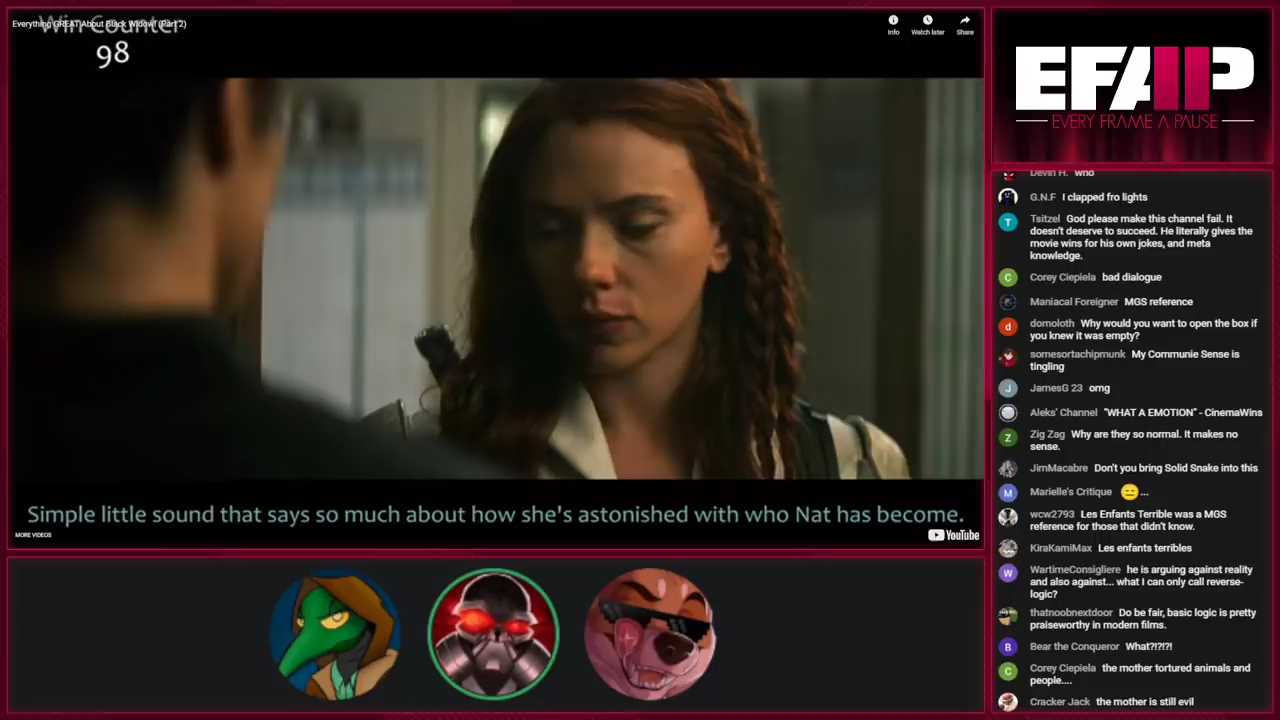 Everything GREAT About Black Widow! (Part 2)
Win Counter
98
Info
Watch later
Share
Simple little sound that says so much about how she's astonished with who Nat has become.
MORE VIDEOS
YouTube
EFAP
EVERY FRAME A PAUSE
Devin H. who
G.N.F I clapped fro lights
T
Tsitzel God please make this channel fail. It
doesn't deserve to succeed. He literally gives the
movie wins for his own jokes, and meta
knowledge.
C
Corey Ciepiela bad dialogue
Maniacal Foreigner MGS reference
d
domoloth Why would you want to open the box if
you knew it was empty?
somesortachipmunk My Communie Sense is
tingling
J
JamesG 23 omg
Aleks' Channel "WHAT A EMOTION" - CinemaWins
Z
Zig Zag Why are they so normal. It makes no
sense.
JimMacabre Don't you bring Solid Snake into this
M
Marielle's Critique 😑...
wcw2793 Les Enfants Terrible was a MGS
reference for those that didn't know.
KiraKamiMax Les enfants terribles
W
WartimeConsigliere he is arguing against reality
and also against... what I can only call reverse-
logic?
thatnoobnextdoor Do be fair, basic logic is pretty
praiseworthy in modern films.
B
Bear the Conqueror What?!?!?!
C
Corey Ciepiela the mother tortured animals and
people....
Cracker Jack the mother is still evil